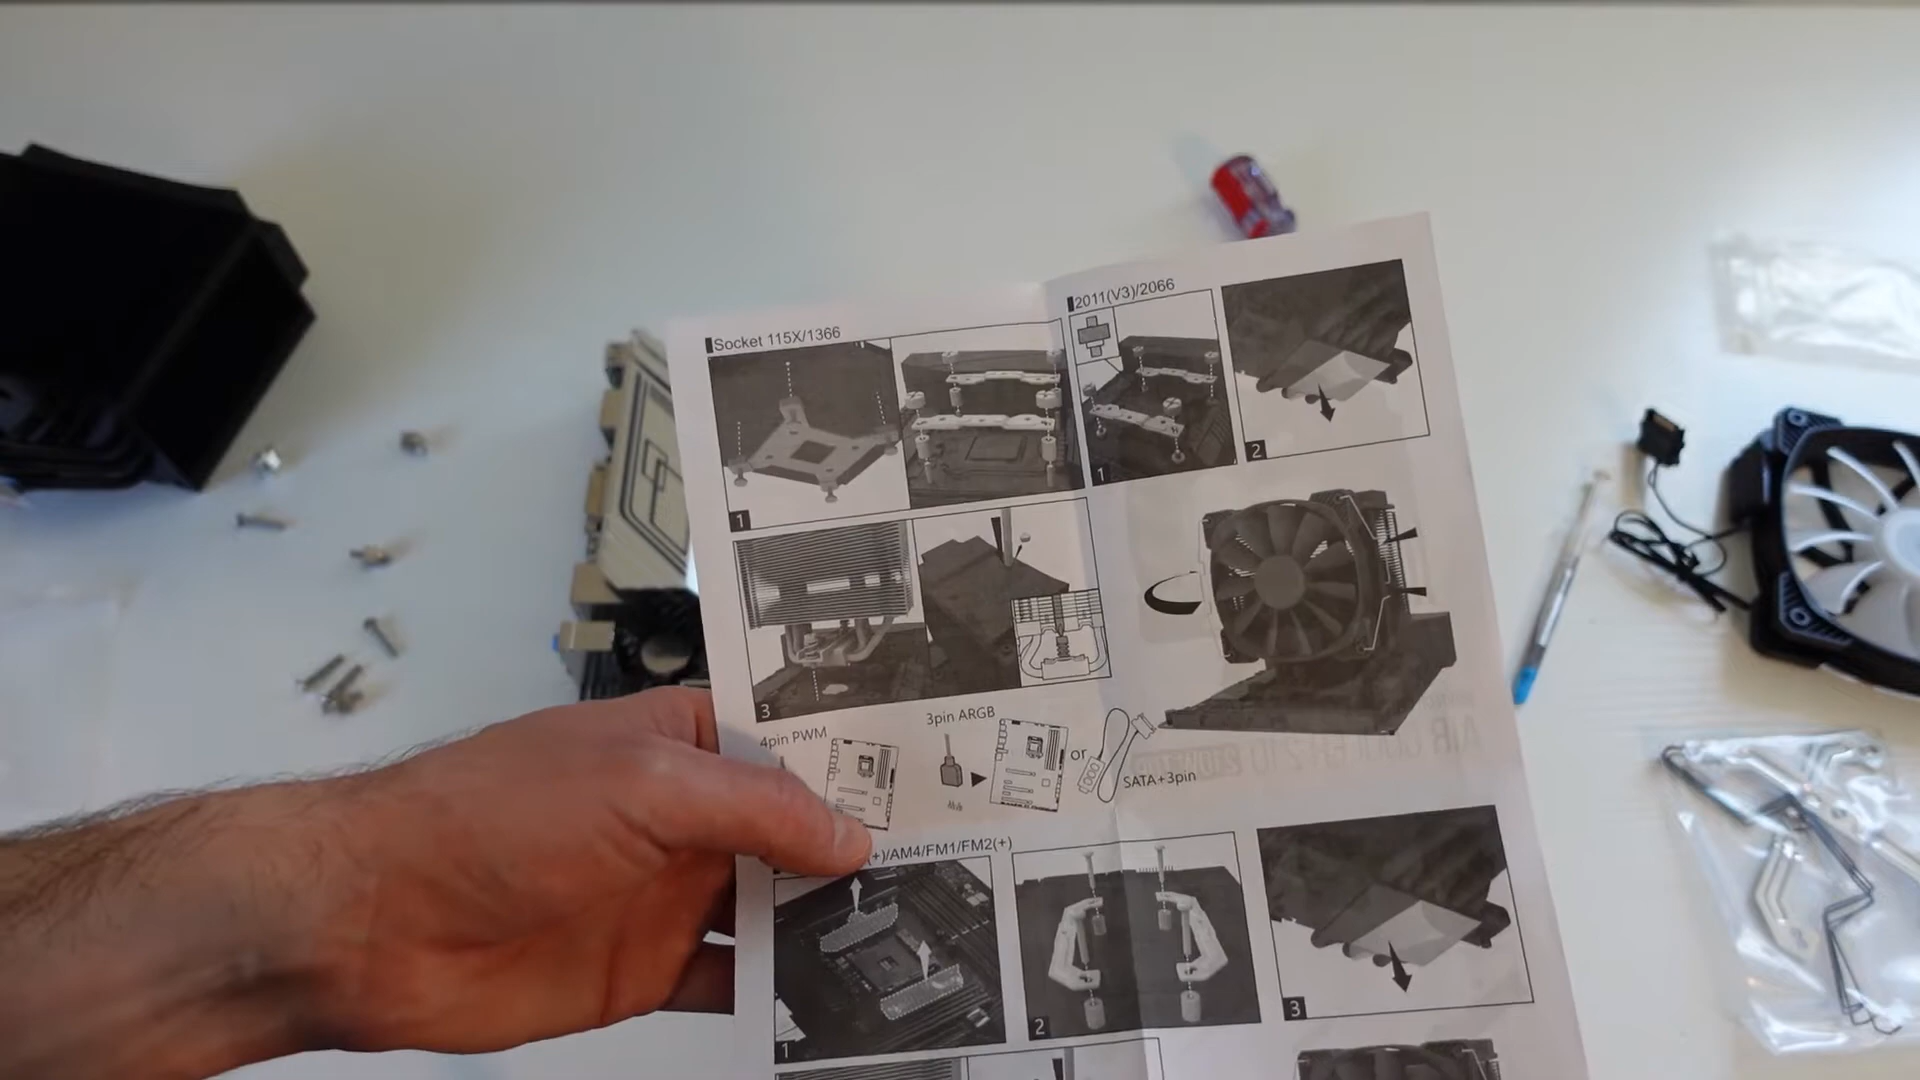 Socket 115X/1366
2011(V3)/2066
1
1
2
3
4pin PWM
3pin ARGB
or
SATA+3pin
(+)/AM4/FM1/FM2(+)
1
2
3